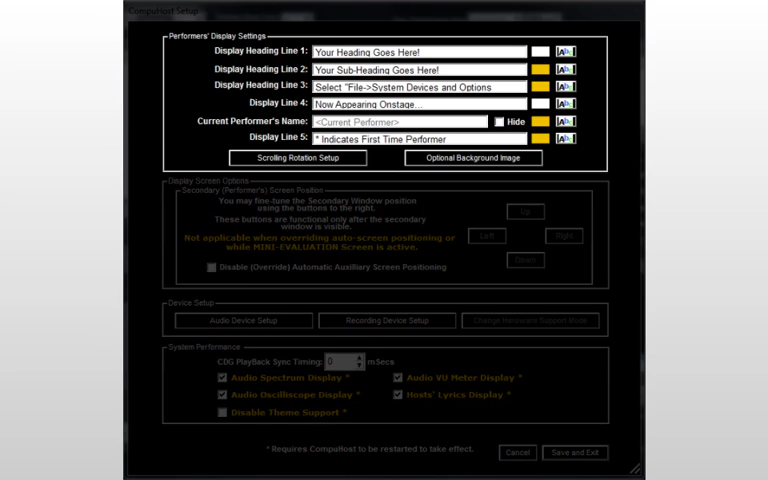 CompuHost Setup
Performers' Display Settings
Display Heading Line 1: Your Heading Goes Here! Abc
Display Heading Line 2: Your Sub-Heading Goes Here! Abc
Display Heading Line 3: Select "File->System Devices and Options Abc
Display Line 4: Now Appearing Onstage... Abc
Current Performer's Name: <Current Performer> Hide Abc
Display Line 5: * Indicates First Time Performer Abc
Scrolling Rotation Setup Optional Background Image
Display Screen Options
Secondary (Performer's) Screen Position
You may fine-tune the Secondary Window position
using the buttons to the right.
These buttons are functional only after the secondary
window is visible.
Not applicable when overriding auto-screen positioning or
while MINI-EVALUATION Screen is active.
Up
Left Right
Down
Disable (Override) Automatic Auxilliary Screen Positioning
Device Setup
Audio Device Setup Recording Device Setup Change Hardware Support Mode
System Performance
CDG PlayBack Sync Timing: 0 mSecs
Audio Spectrum Display * Audio VU Meter Display *
Audio Oscilliscope Display * Hosts' Lyrics Display *
Disable Theme Support *
* Requires CompuHost to be restarted to take effect.
Cancel Save and Exit